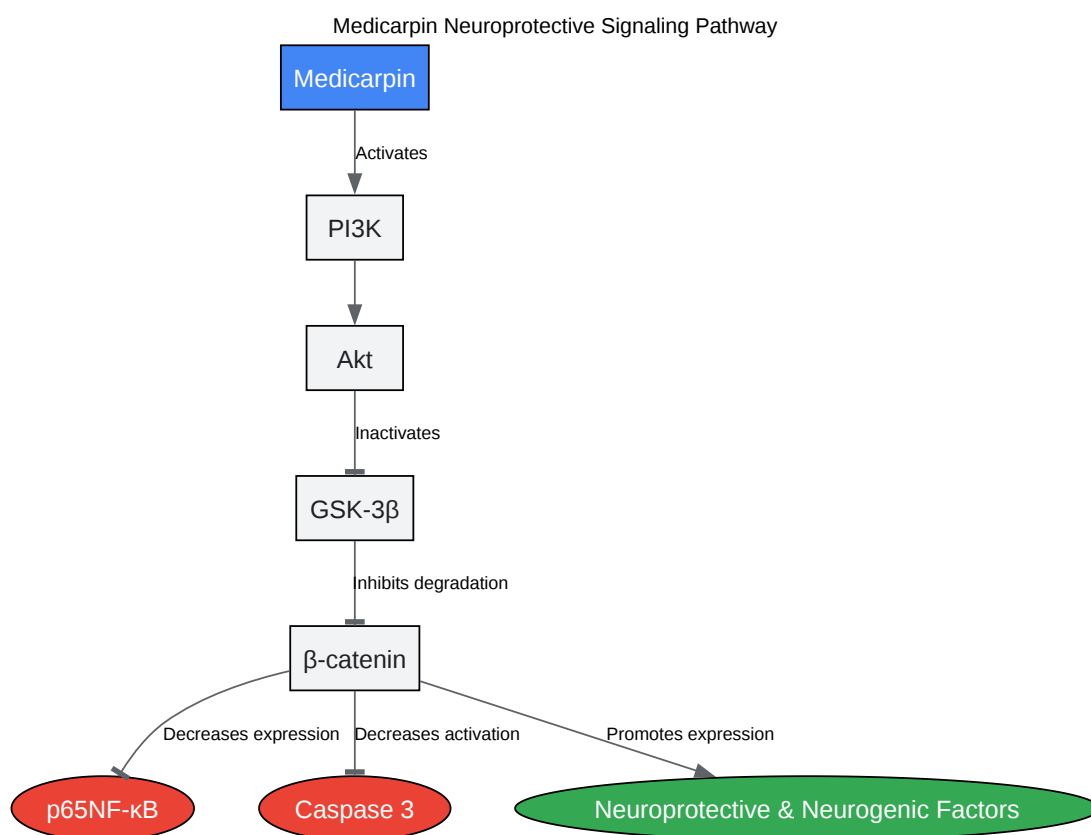 Medicarpin Neuroprotective Signaling Pathway
Medicarpin
Activates
PI3K
Akt
Inactivates
GSK-3β
Inhibits degradation
β-catenin
Decreases expression
Decreases activation
Promotes expression
p65NF-κB
Caspase 3
Neuroprotective & Neurogenic Factors